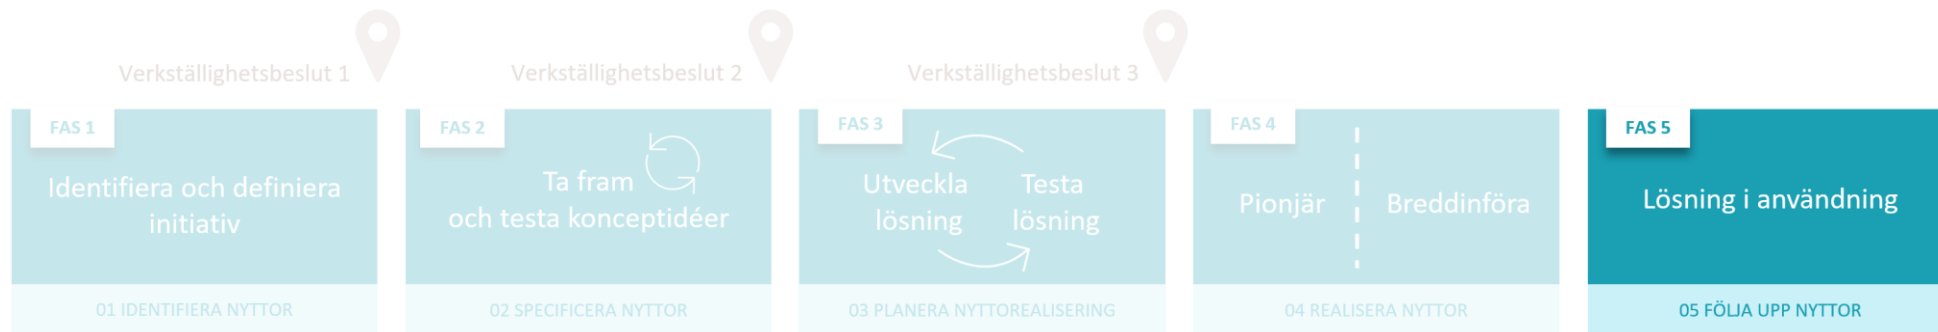 Verkställighetsbeslut 1
Verkställighetsbeslut 2
Verkställighetsbeslut 3
FAS 1
Identifiera och definiera
initiativ
01 IDENTIFIERA NYTTOR
FAS 2
Ta fram
och testa konceptidéer
02 SPECIFICERA NYTTOR
FAS 3
Utveckla
lösning
Testa
lösning
03 PLANERA NYTTOREALISERING
FAS 4
Pionjär
Breddinföra
04 REALISERA NYTTOR
FAS 5
Lösning i användning
05 FÖLJA UPP NYTTOR